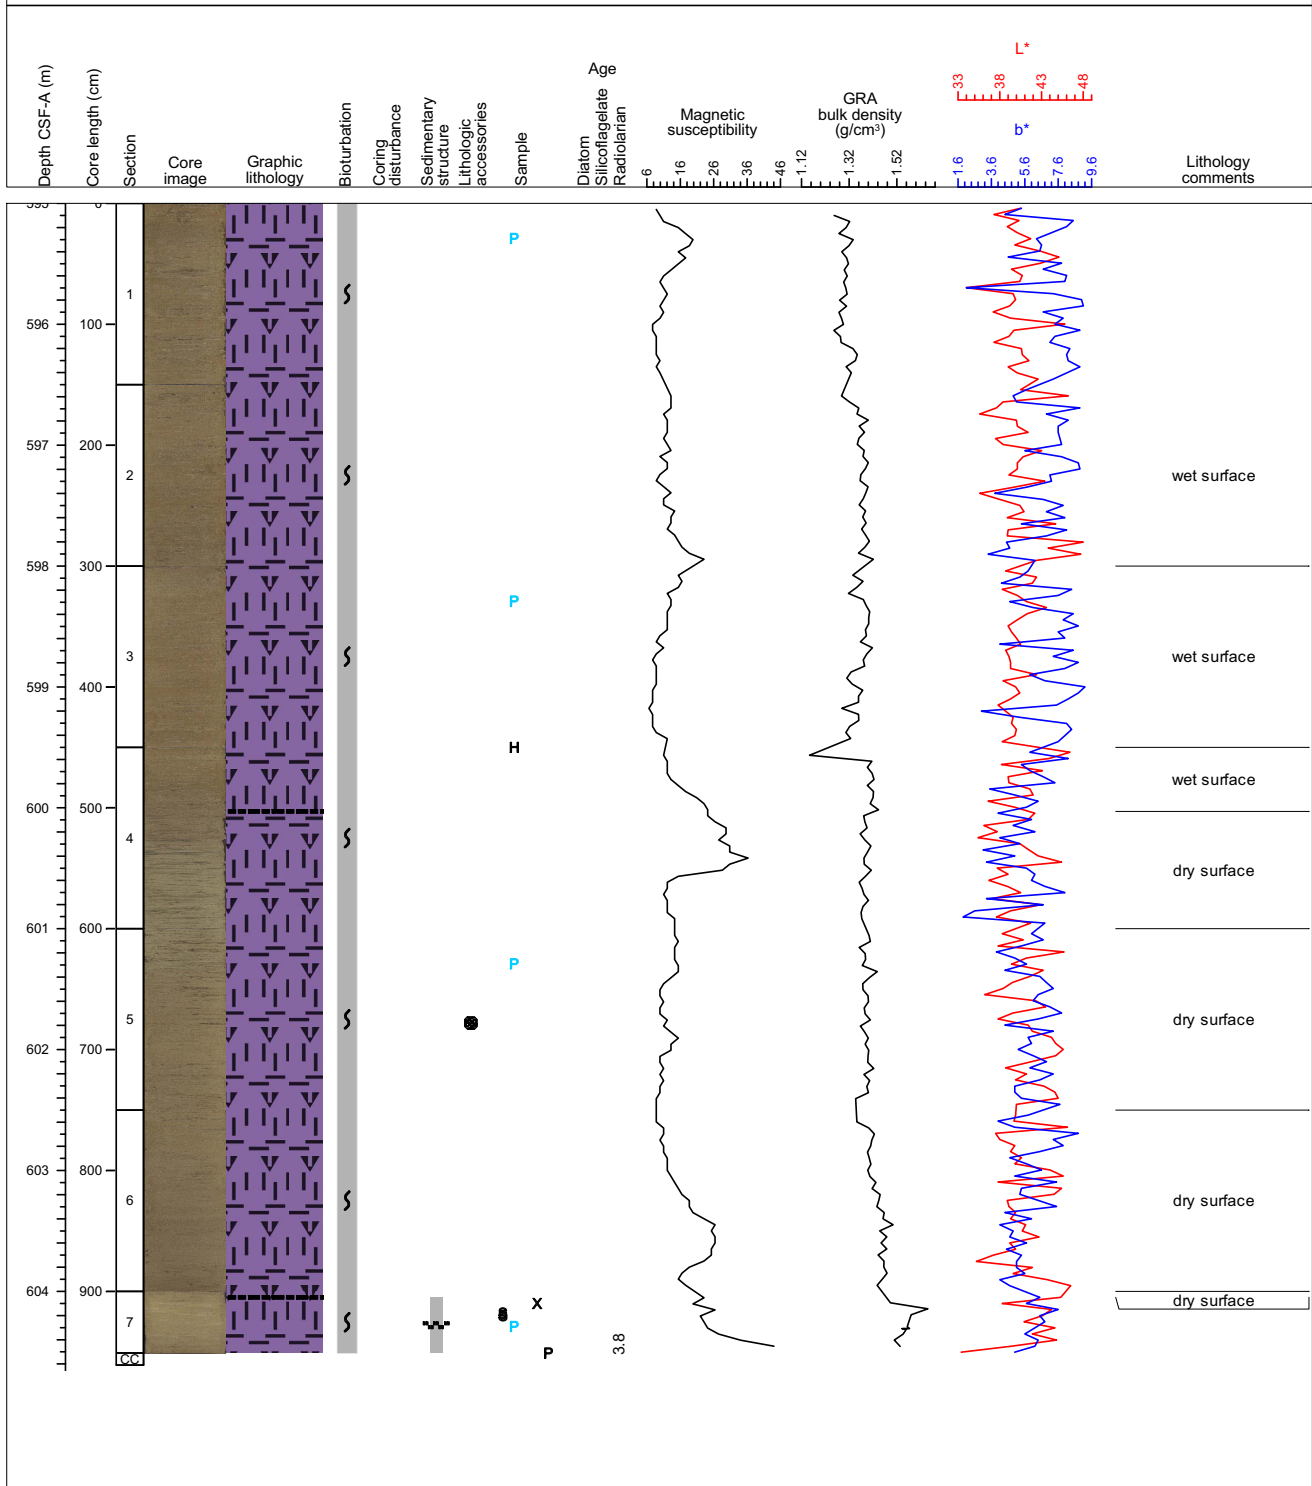 Depth CSF-A (m)
Core length (cm)
Section
Core image
Graphic lithology
Bioturbation
Coring disturbance
Sedimentary structure
Lithologic accessories
Sample
Age
Diatom
Silicoflagelate
Radiolarian
Magnetic susceptibility
6 16 26 36 46
GRA bulk density (g/cm³)
1.12 1.32 1.52
L*
33 38 43 48
b*
1.6 3.6 5.6 7.6 9.6
Lithology comments
595 0
P
1
596 100
597 200
2 wet surface
598 300
P
3 wet surface
599 400
H
wet surface
600 500
4
dry surface
601 600
P
5 dry surface
602 700
603 800
6 dry surface
604 900
X dry surface
7 P
P 3.8
CC